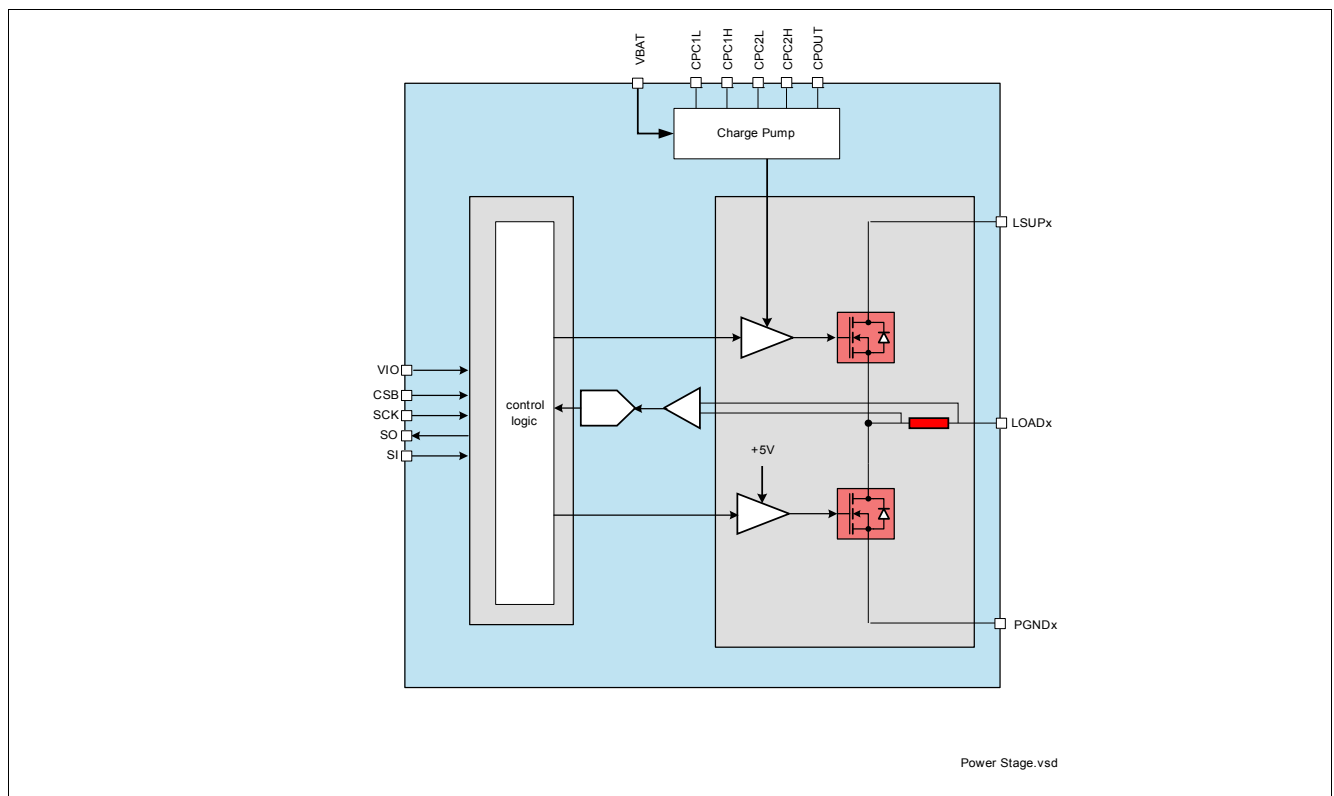 VBAT
CPC1L
CPC1H
CPC2L
CPC2H
CPOUT
Charge Pump
LSUPx
VIO
CSB
SCK
SO
SI
control
logic
LOADx
+5V
PGNDx
Power Stage.vsd